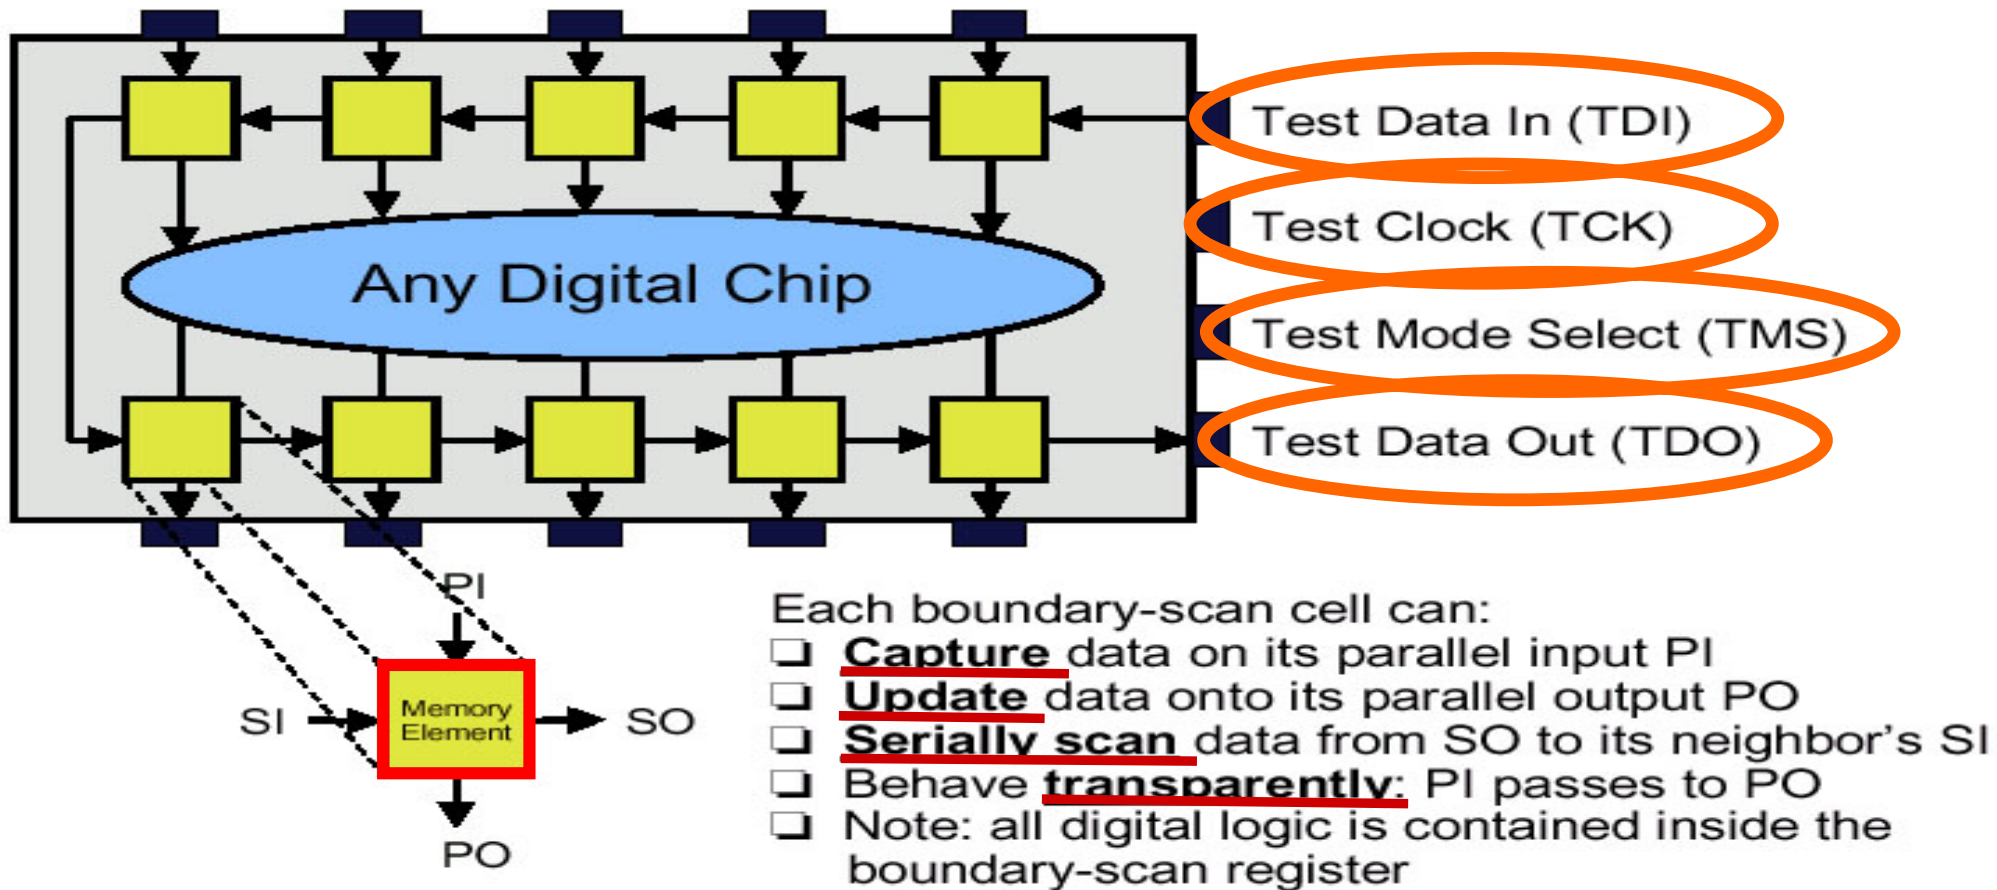 Test Data In (TDI)
Test Clock (TCK)
Any Digital Chip
Test Mode Select (TMS)
Test Data Out (TDO)
PI
SI
Memory
Element
SO
PO
Each boundary-scan cell can:
❏ Capture data on its parallel input PI
❏ Update data onto its parallel output PO
❏ Serially scan data from SO to its neighbor's SI
❏ Behave transparently: PI passes to PO
❏ Note: all digital logic is contained inside the
boundary-scan register